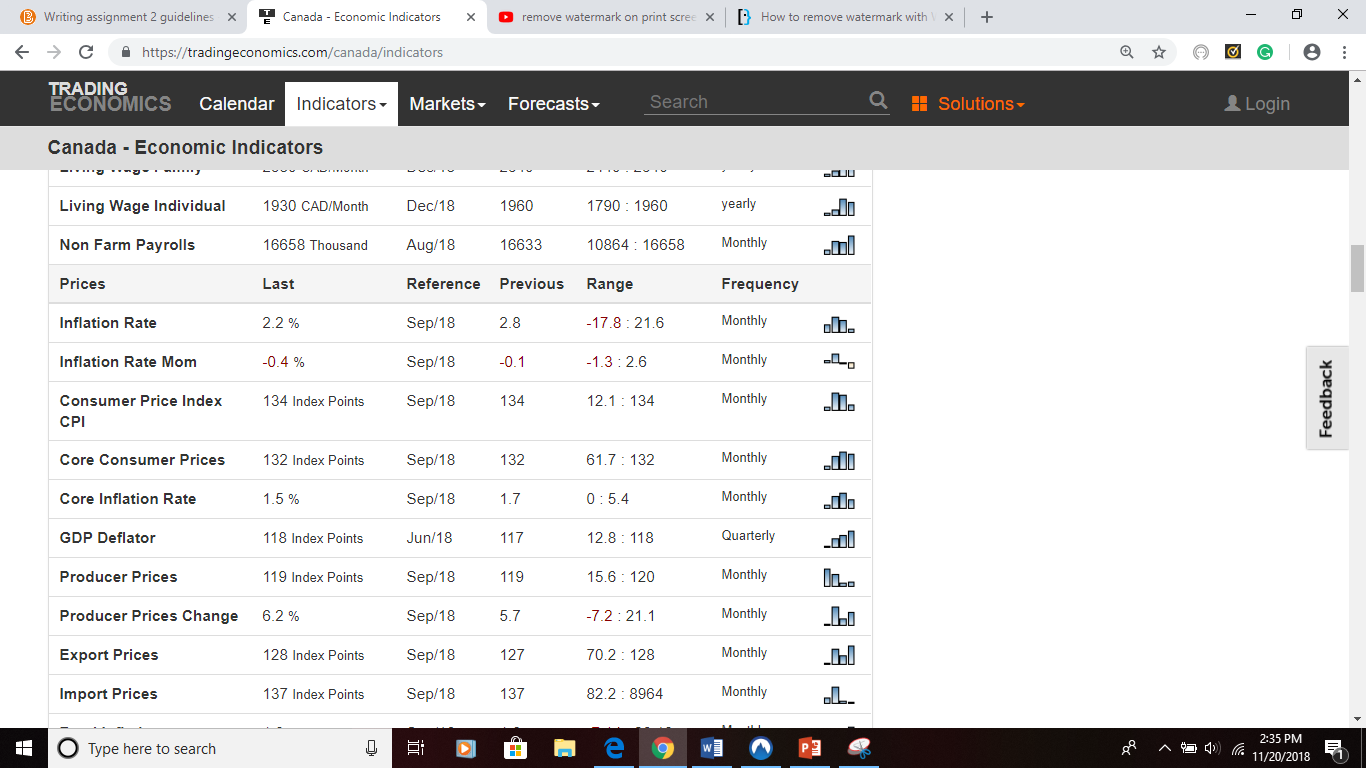 Writing assignment 2 guidelines
Canada - Economic Indicators
remove watermark on print scree
How to remove watermark with
https://tradingeconomics.com/canada/indicators
TRADING
ECONOMICS
Calendar Indicators Markets Forecasts Search Solutions Login
Canada - Economic Indicators
Living Wage Individual 1930 CAD/Month Dec/18 1960 1790 : 1960 yearly
Non Farm Payrolls 16658 Thousand Aug/18 16633 10864 : 16658 Monthly
Prices Last Reference Previous Range Frequency
Inflation Rate 2.2 % Sep/18 2.8 -17.8 : 21.6 Monthly
Inflation Rate Mom -0.4 % Sep/18 -0.1 -1.3 : 2.6 Monthly
Consumer Price Index 134 Index Points Sep/18 134 12.1 : 134 Monthly
CPI
Core Consumer Prices 132 Index Points Sep/18 132 61.7 : 132 Monthly
Core Inflation Rate 1.5 % Sep/18 1.7 0 : 5.4 Monthly
GDP Deflator 118 Index Points Jun/18 117 12.8 : 118 Quarterly
Producer Prices 119 Index Points Sep/18 119 15.6 : 120 Monthly
Producer Prices Change 6.2 % Sep/18 5.7 -7.2 : 21.1 Monthly
Export Prices 128 Index Points Sep/18 127 70.2 : 128 Monthly
Import Prices 137 Index Points Sep/18 137 82.2 : 8964 Monthly
Feedback
Type here to search
2:35 PM
11/20/2018
1